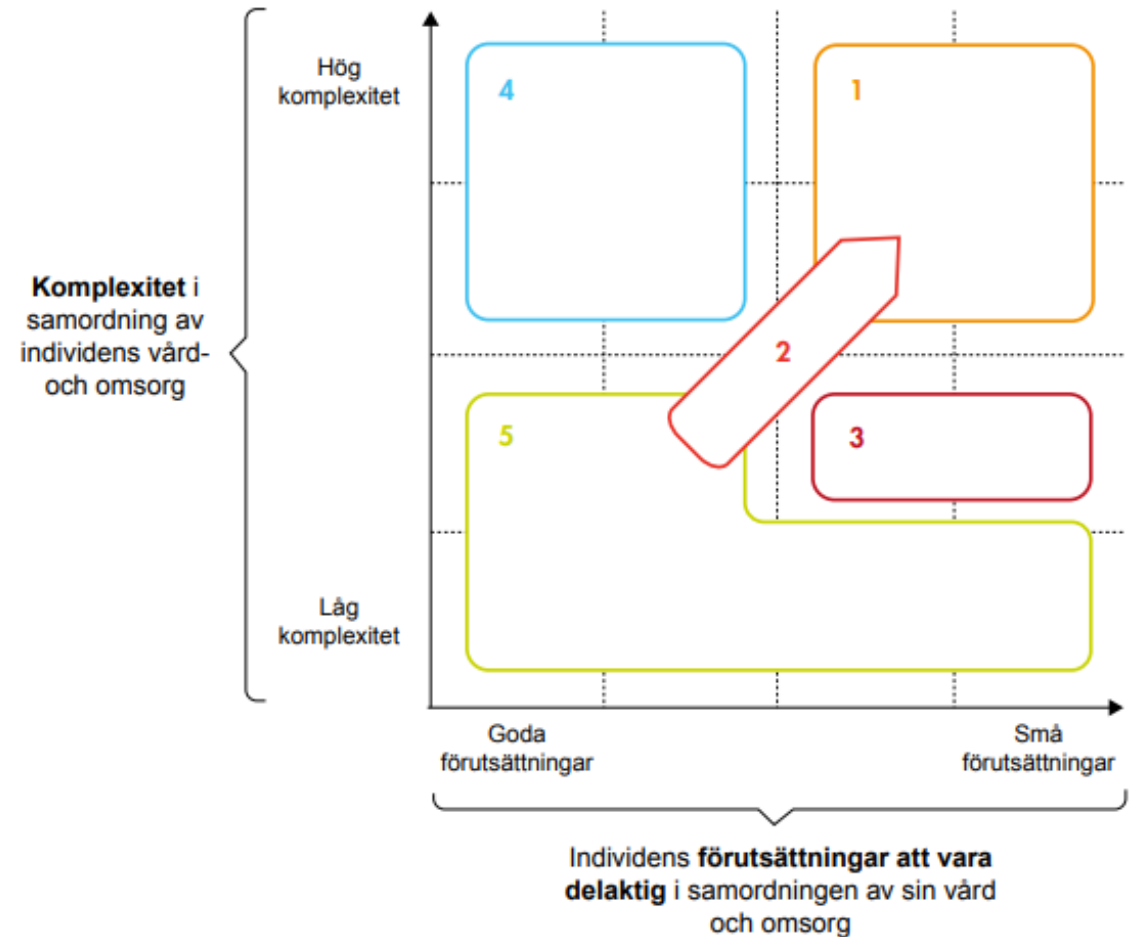 Hög
komplexitet
4
1
Komplexitet i
samordning av
individens vård-
och omsorg
2
5
3
Låg
komplexitet
Goda
förutsättningar
Små
förutsättningar
Individens förutsättningar att vara
delaktig i samordningen av sin vård
och omsorg